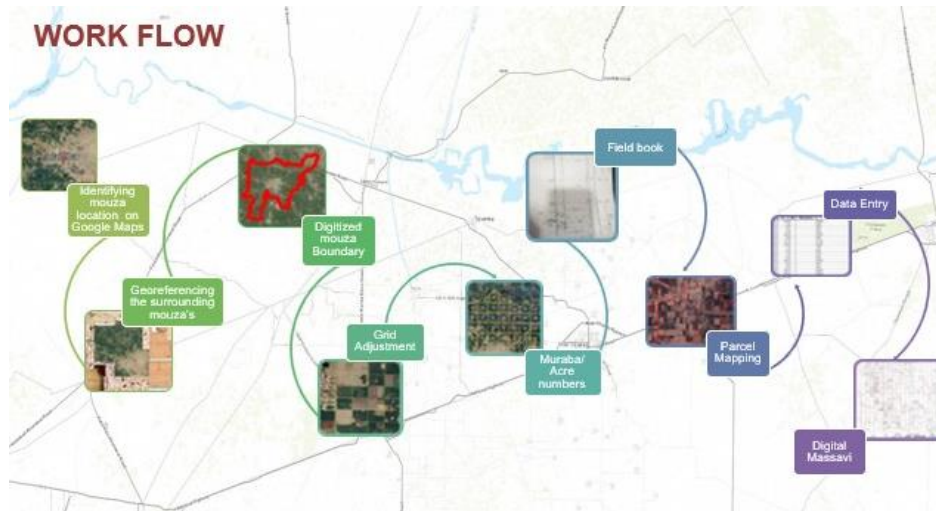 WORK FLOW
Identifying
mouza
location on
Google Maps
Georeferencing
the surrounding
mouza's
Digitized
mouza
Boundary
Grid
Adjustment
Muraba/
Acre
numbers
Field book
Parcel
Mapping
Data Entry
Digital
Massavi